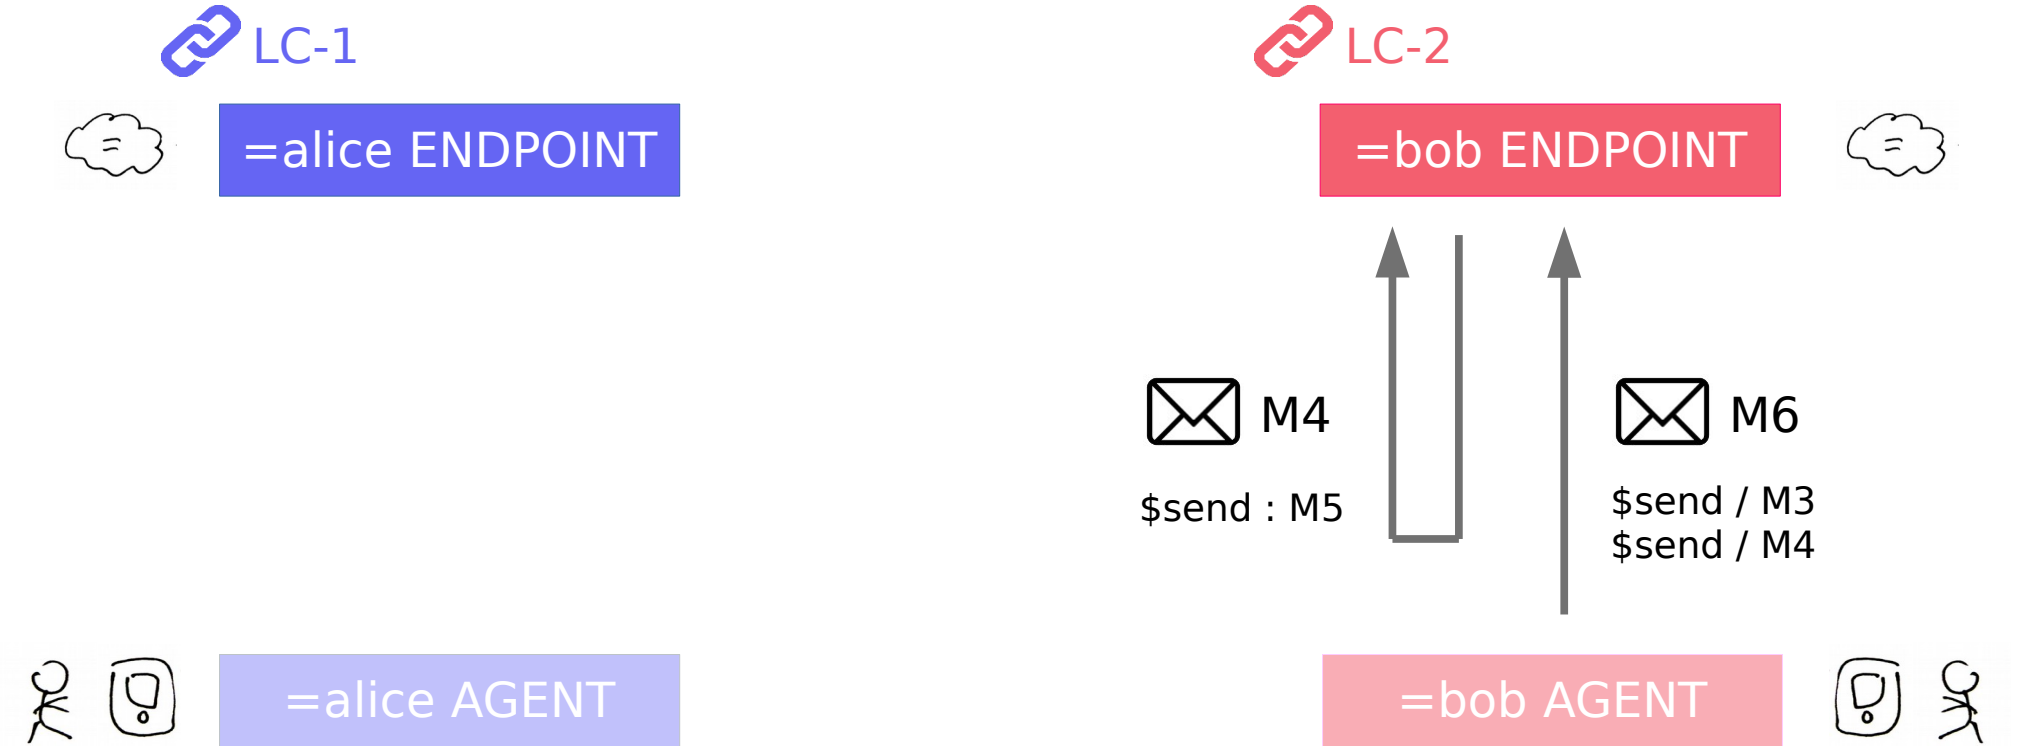 LC-1
LC-2
=alice ENDPOINT
=bob ENDPOINT
M4
M6
$send : M5
$send / M3
$send / M4
=alice AGENT
=bob AGENT